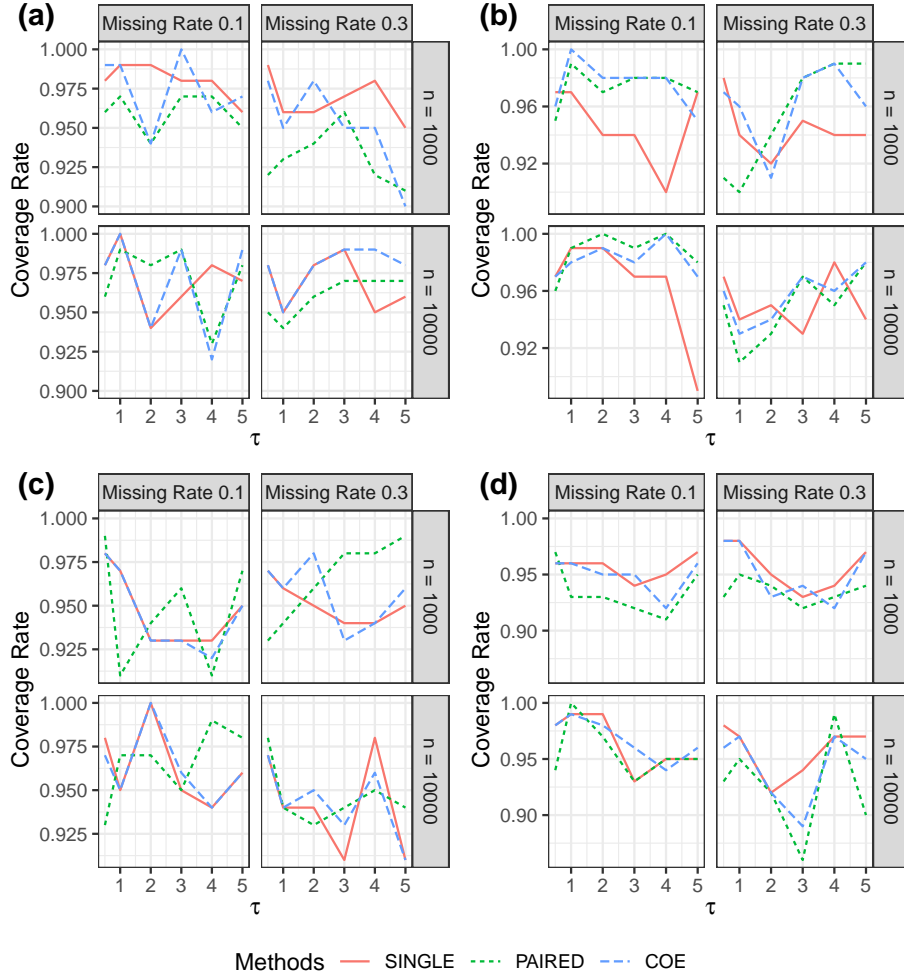 (a)
Missing Rate 0.1 Missing Rate 0.3
Coverage Rate
1.000
0.975
0.950
0.925
0.900
n = 1000
Coverage Rate
1.000
0.975
0.950
0.925
0.900
n = 10000
1 2 3 4 5 1 2 3 4 5
τ
(b)
Missing Rate 0.1 Missing Rate 0.3
Coverage Rate
1.00
0.96
0.92
n = 1000
Coverage Rate
1.00
0.96
0.92
n = 10000
1 2 3 4 5 1 2 3 4 5
τ
(c)
Missing Rate 0.1 Missing Rate 0.3
Coverage Rate
1.000
0.975
0.950
0.925
n = 1000
Coverage Rate
1.000
0.975
0.950
0.925
n = 10000
1 2 3 4 5 1 2 3 4 5
τ
(d)
Missing Rate 0.1 Missing Rate 0.3
Coverage Rate
1.00
0.95
0.90
n = 1000
Coverage Rate
1.00
0.95
0.90
n = 10000
1 2 3 4 5 1 2 3 4 5
τ
Methods SINGLE PAIRED COE